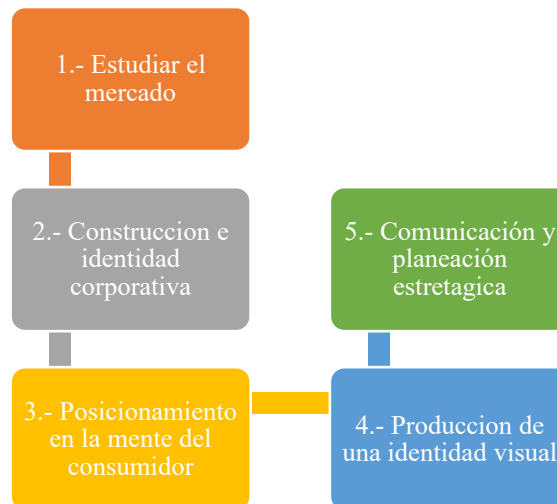 1.- Estudiar el
mercado
2.- Construccion e
identidad
corporativa
3.- Posicionamiento
en la mente del
consumidor
4.- Produccion de
una identidad visual
5.- Comunicación y
planeación
estretagica